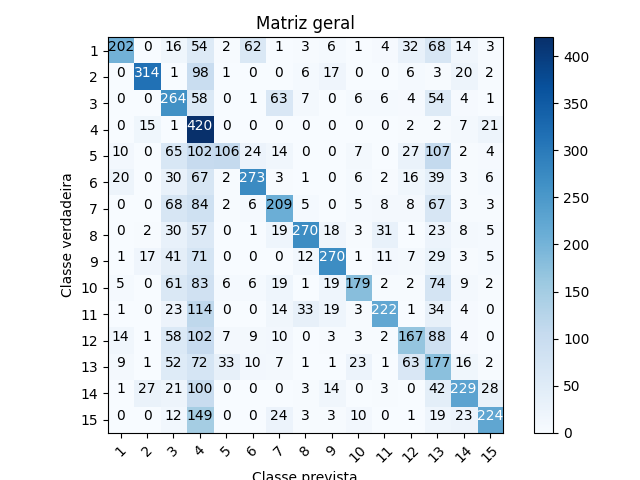 Matriz geral
1 202 0 16 54 2 62 1 3 6 1 4 32 68 14 3
2 0 314 1 98 1 0 0 6 17 0 0 6 3 20 2
3 0 0 264 58 0 1 63 7 0 6 6 4 54 4 1
4 0 15 1 420 0 0 0 0 0 0 0 2 2 7 21
5 10 0 65 102 106 24 14 0 0 7 0 27 107 2 4
6 20 0 30 67 2 273 3 1 0 6 2 16 39 3 6
7 0 0 68 84 2 6 209 5 0 5 8 8 67 3 3
8 0 2 30 57 0 1 19 270 18 3 31 1 23 8 5
9 1 17 41 71 0 0 0 12 270 1 11 7 29 3 5
10 5 0 61 83 6 6 19 1 19 179 2 2 74 9 2
11 1 0 23 114 0 0 14 33 19 3 222 1 34 4 0
12 14 1 58 102 7 9 10 0 3 3 2 167 88 4 0
13 9 1 52 72 33 10 7 1 1 23 1 63 177 16 2
14 1 27 21 100 0 0 0 3 14 0 3 0 42 229 28
15 0 0 12 149 0 0 24 3 3 10 0 1 19 23 224
1 2 3 4 5 6 7 8 9 10 11 12 13 14 15
Classe prevista
Classe verdadeira
400
350
300
250
200
150
100
50
0